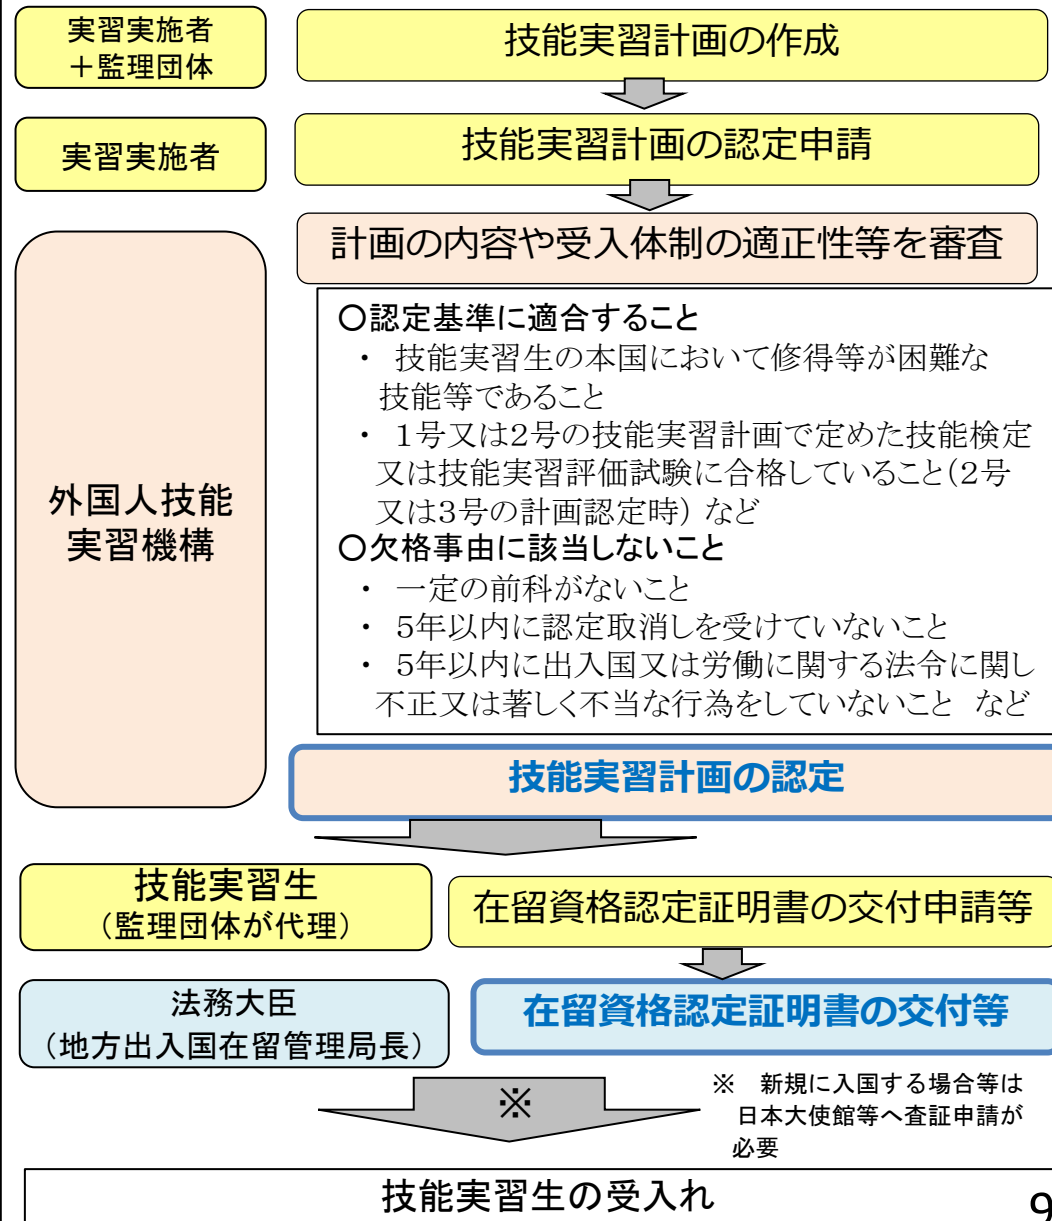 実習実施者
＋監理団体
技能実習計画の作成
実習実施者
技能実習計画の認定申請
計画の内容や受入体制の適正性等を審査
○認定基準に適合すること
・ 技能実習生の本国において修得等が困難な
技能等であること
・ 1号又は2号の技能実習計画で定めた技能検定
又は技能実習評価試験に合格していること(2号
又は3号の計画認定時) など
○欠格事由に該当しないこと
・ 一定の前科がないこと
・ 5年以内に認定取消しを受けていないこと
・ 5年以内に出入国又は労働に関する法令に関し
不正又は著しく不当な行為をしていないこと など
外国人技能
実習機構
技能実習計画の認定
技能実習生
（監理団体が代理）
在留資格認定証明書の交付申請等
法務大臣
（地方出入国在留管理局長）
在留資格認定証明書の交付等
※
※ 新規に入国する場合等は
日本大使館等へ査証申請が
必要
技能実習生の受入れ
9